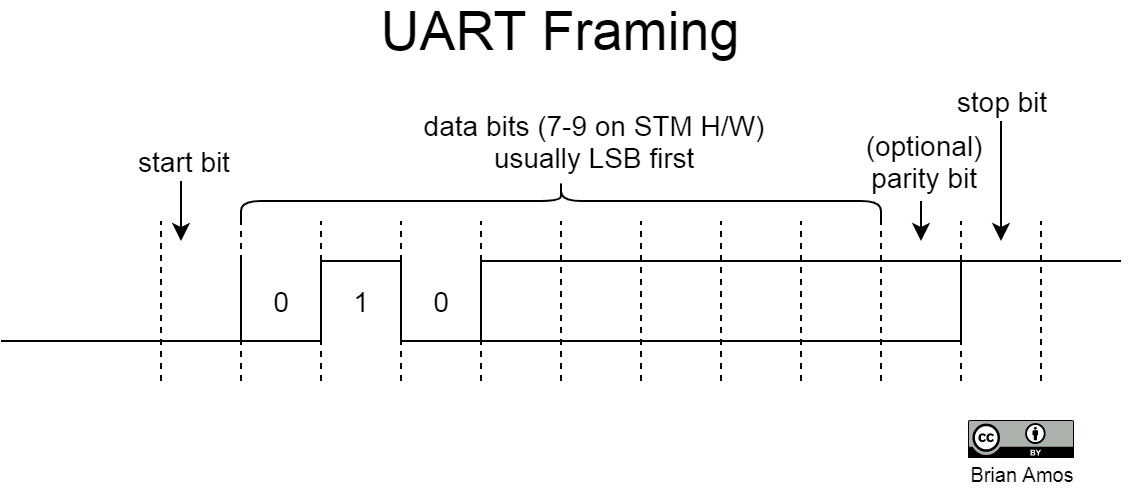 UART Framing
stop bit
data bits (7-9 on STM H/W)
usually LSB first
(optional)
parity bit
start bit
0 1 0
cc
BY
Brian Amos